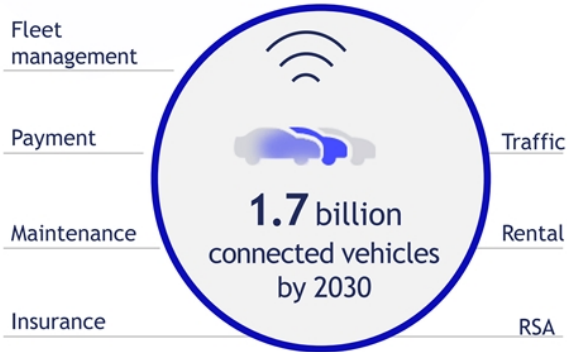 Fleet
management
Payment
Maintenance
Insurance
1.7 billion
connected vehicles
by 2030
Traffic
Rental
RSA